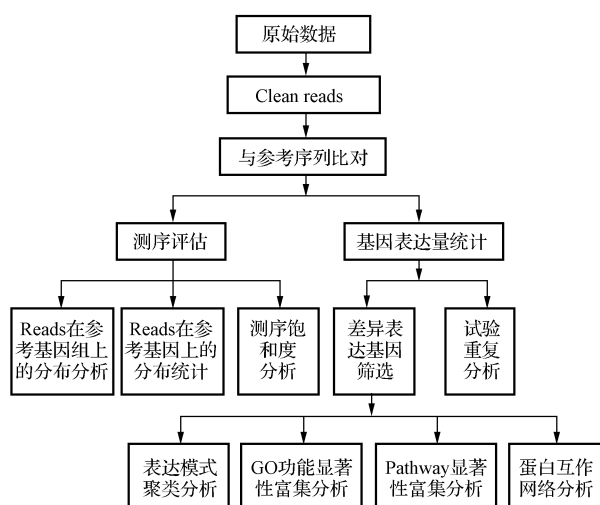 原始数据
Clean reads
与参考序列比对
测序评估
基因表达量统计
Reads在参
考基因组上
的分布分析
Reads在参
考基因上的
分布统计
测序饱
和度
分析
差异表
达基因
筛选
试验
重复
分析
表达模式
聚类分析
GO功能显著
性富集分析
Pathway显著
性富集分析
蛋白互作
网络分析